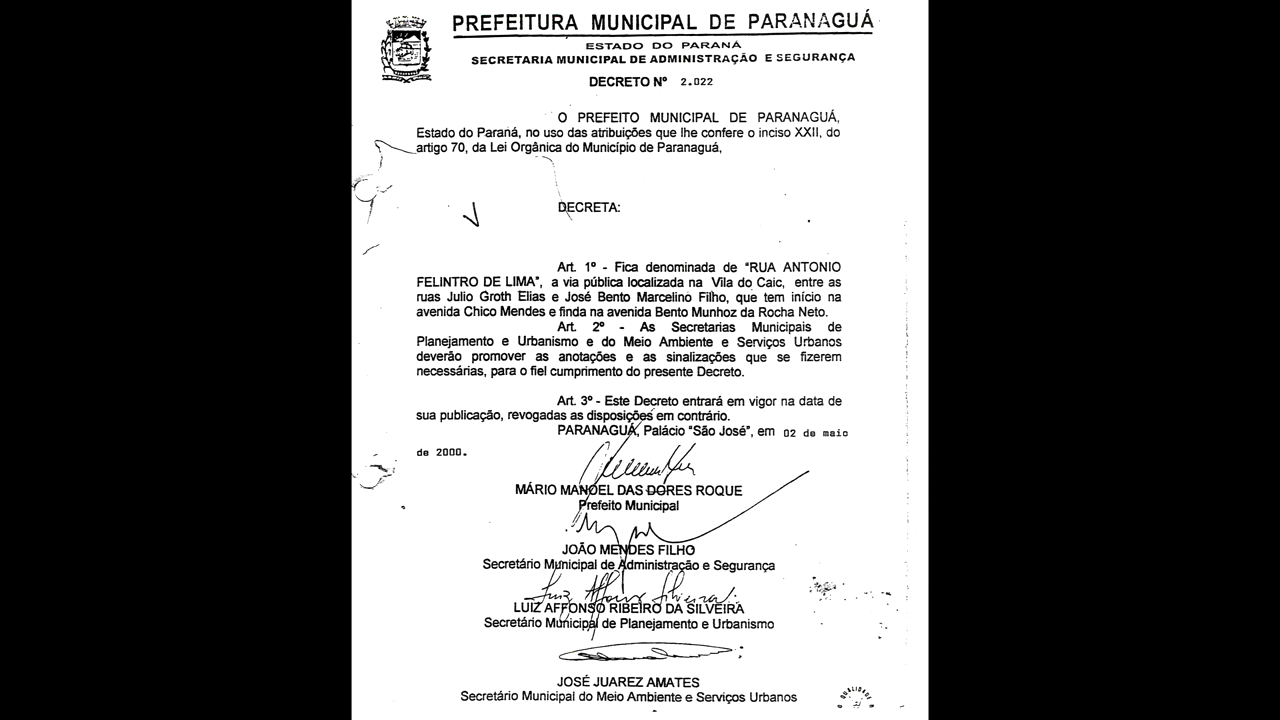 PREFEITURA MUNICIPAL DE PARANAGUÁ
ESTADO DO PARANÁ
SECRETARIA MUNICIPAL DE ADMINISTRAÇÃO E SEGURANÇA
DECRETO Nº 2.022
O PREFEITO MUNICIPAL DE PARANAGUÁ,
Estado do Paraná, no uso das atribuições que lhe confere o inciso XXII, do
artigo 70, da Lei Orgânica do Município de Paranaguá,
DECRETA:
Art. 1º - Fica denominada de "RUA ANTONIO
FELINTRO DE LIMA", a via pública localizada na Vila do Caic, entre as
ruas Julio Groth Elias e José Bento Marcelino Filho, que tem início na
avenida Chico Mendes e finda na avenida Bento Munhoz da Rocha Neto.
Art. 2º - As Secretarias Municipais de
Planejamento e Urbanismo e do Meio Ambiente e Serviços Urbanos
deverão promover as anotações e as sinalizações que se fizerem
necessárias, para o fiel cumprimento do presente Decreto.
Art. 3º - Este Decreto entrará em vigor na data de
sua publicação, revogadas as disposições em contrário.
PARANAGUÁ, Palácio "São José", em 02 de maio
de 2000.
MÁRIO MANOEL DAS DORES ROQUE
Prefeito Municipal
JOÃO MENDES FILHO
Secretário Municipal de Administração e Segurança
Luiz Affonso Silveira
LUIZ AFFONSO RIBEIRO DA SILVEIRA
Secretário Municipal de Planejamento e Urbanismo
JOSÉ JUAREZ AMATES
Secretário Municipal do Meio Ambiente e Serviços Urbanos
QUALIDADE